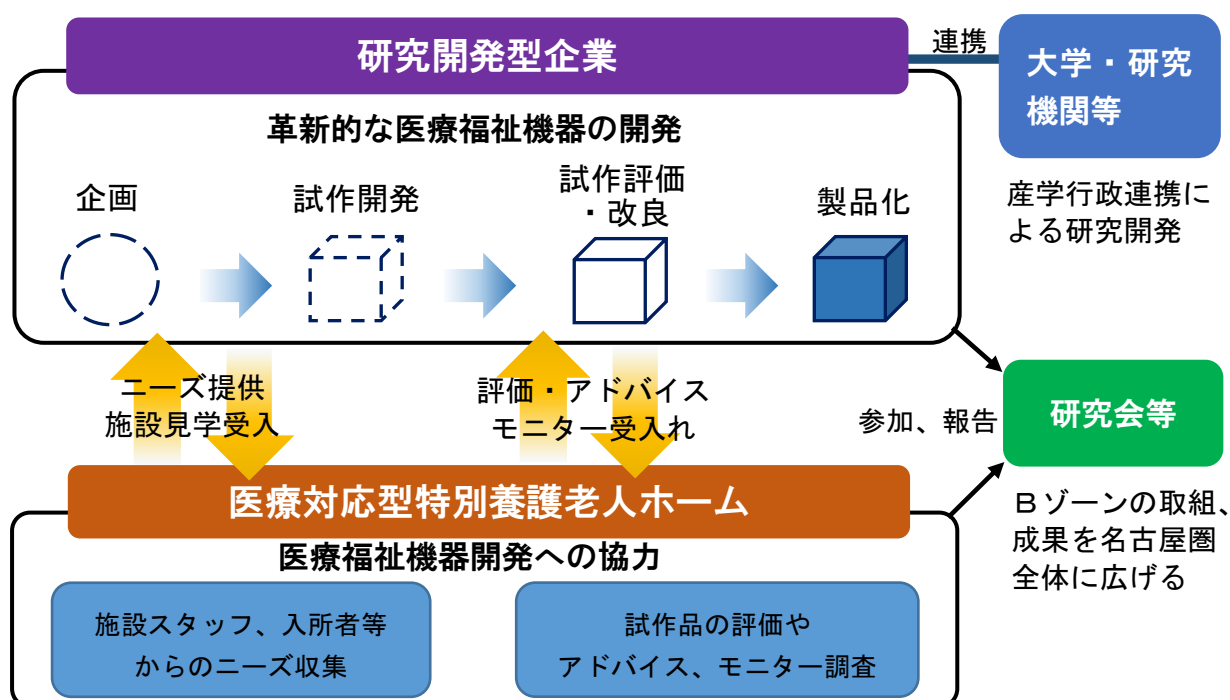 研究開発型企業
連携
大学・研究
機関等
革新的な医療福祉機器の開発
企画
試作開発
試作評価
・改良
製品化
産学行政連携に
よる研究開発
ニーズ提供
施設見学受入
評価・アドバイス
モニター受入れ
参加、報告
研究会等
医療対応型特別養護老人ホーム
医療福祉機器開発への協力
Ｂゾーンの取組、
成果を名古屋圏
全体に広げる
施設スタッフ、入所者等
からのニーズ収集
試作品の評価や
アドバイス、モニター調査